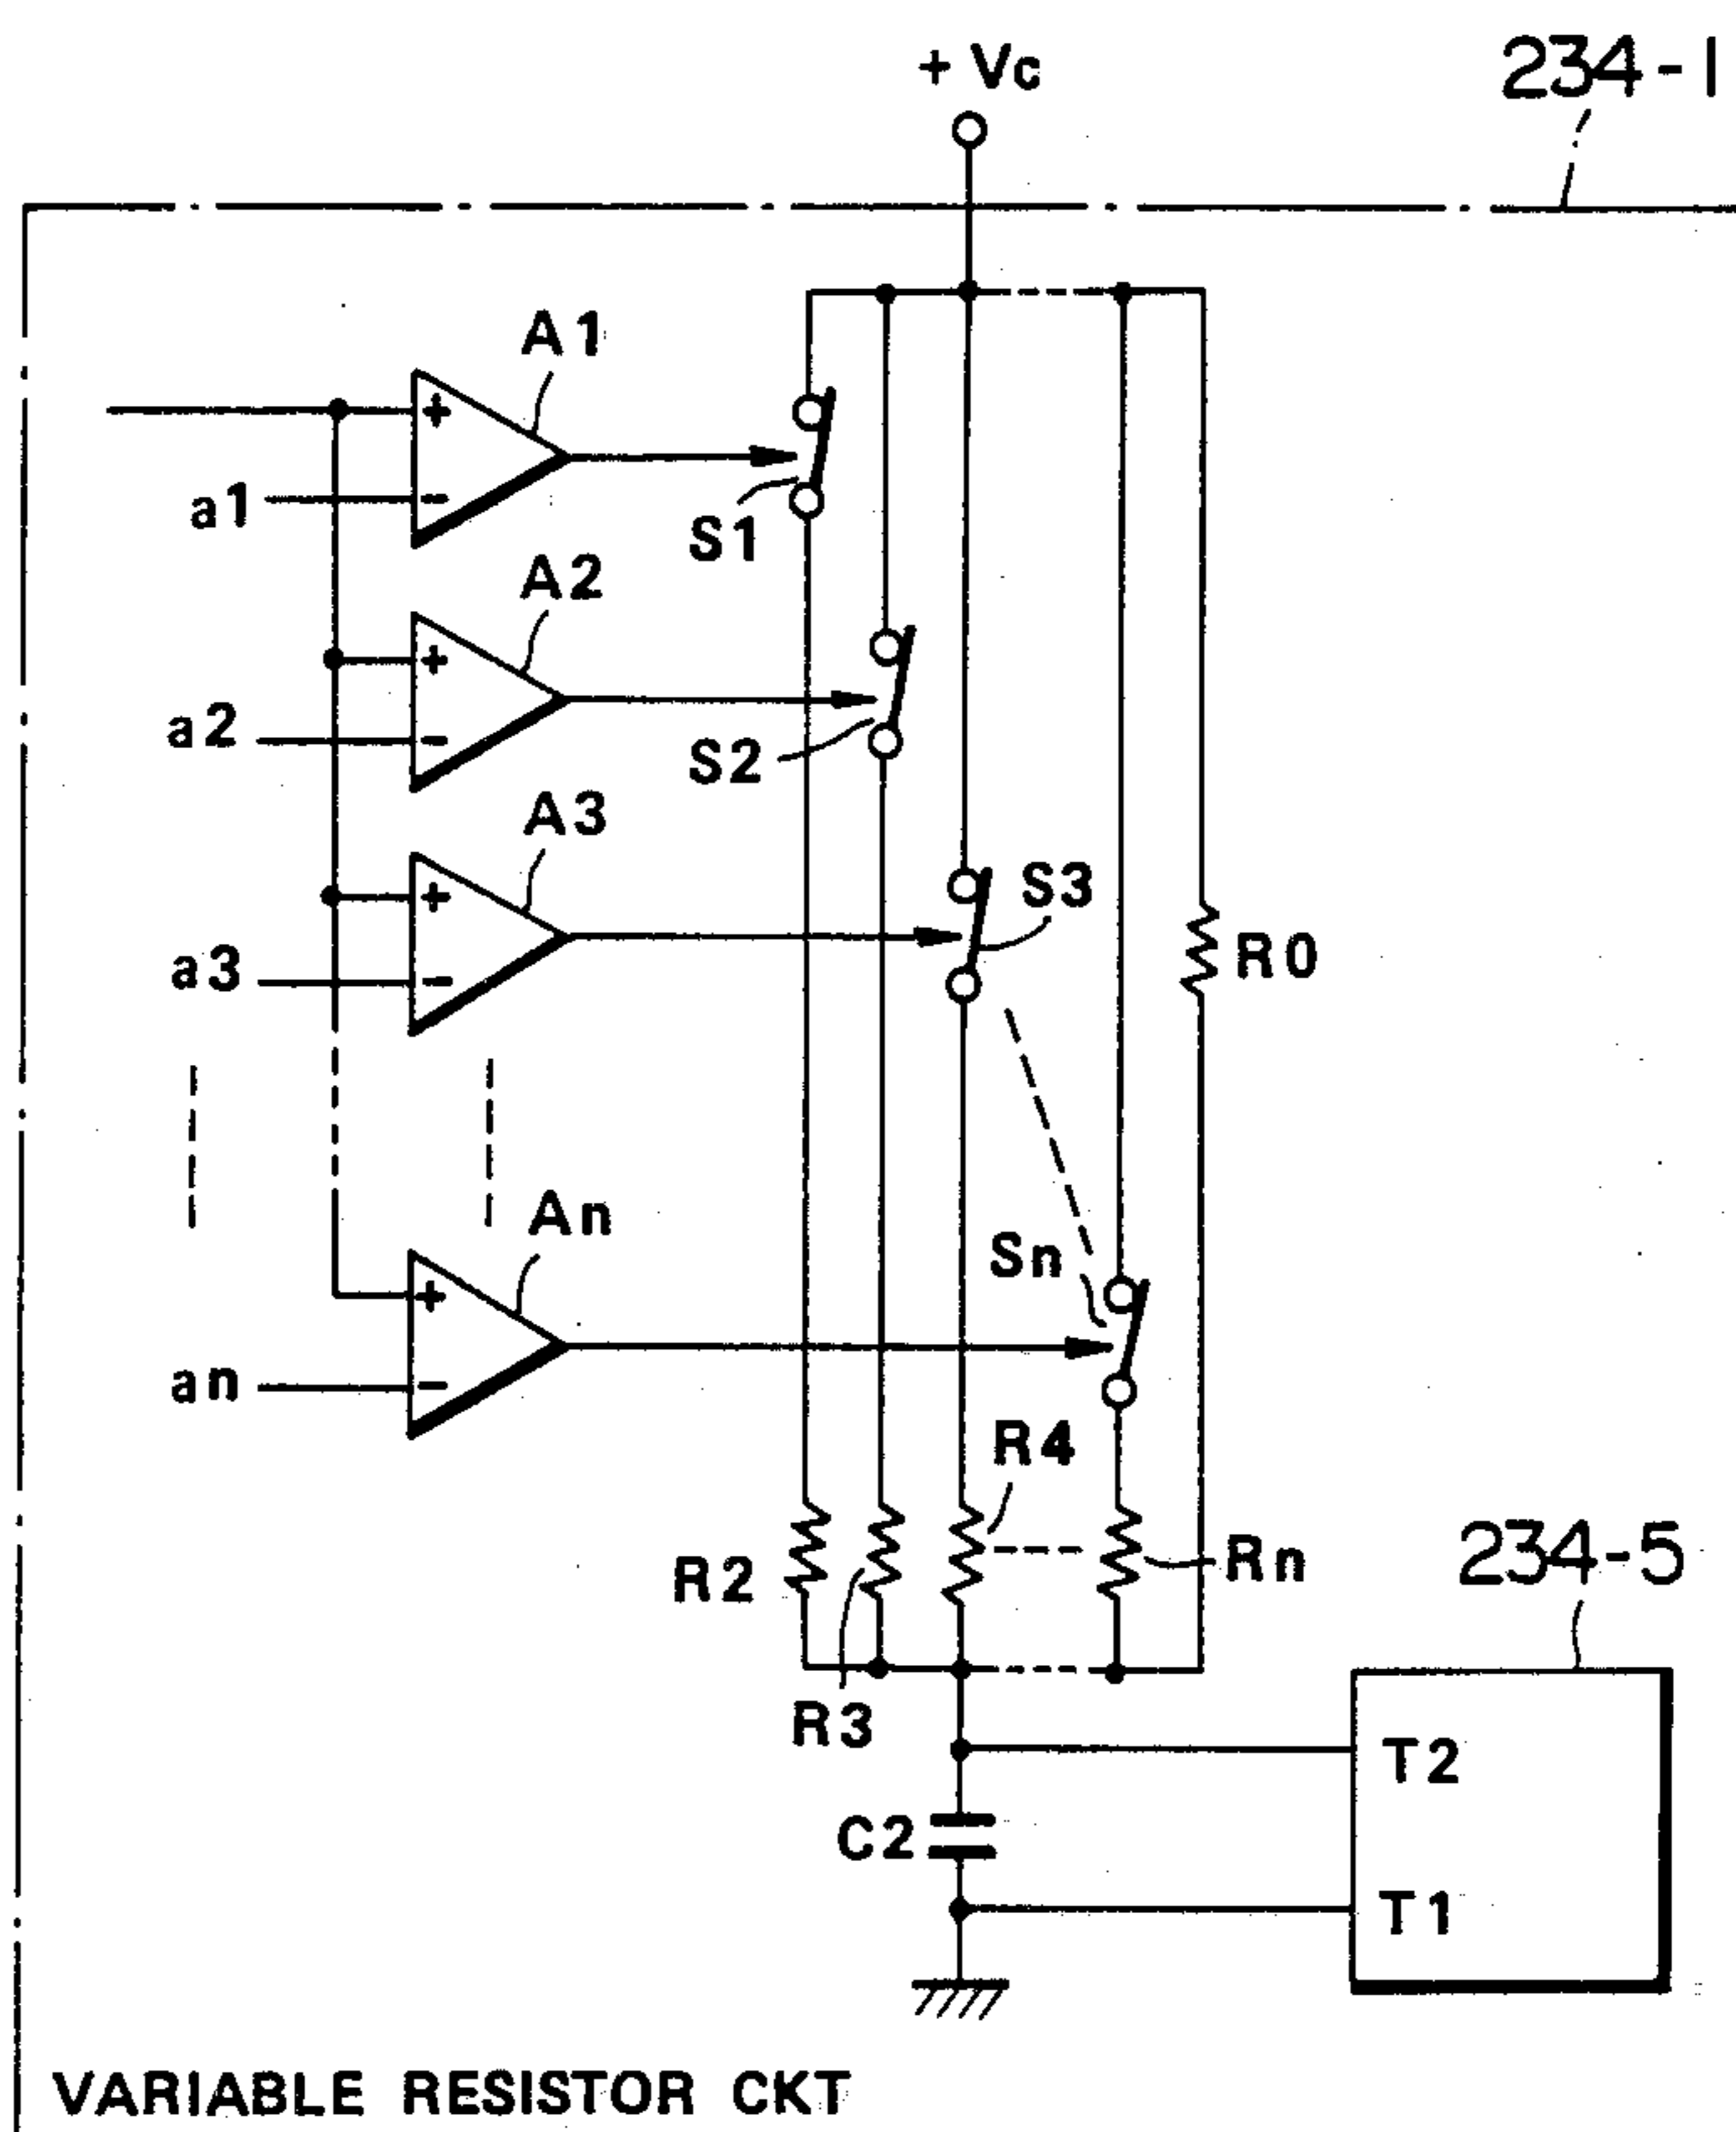 + Vc
234-1
A1
+
a1
-
S1
A2
+
a2
-
S2
A3
+
S3
a3
-
R0
An
+
Sn
an
-
R4
R2
Rn
234-5
R3
T2
C2
T1
VARIABLE RESISTOR CKT